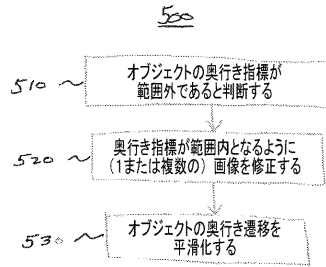 500
510
オブジェクトの奥行き指標が
範囲外であると判断する
520
奥行き指標が範囲内となるように
(1または複数の)画像を修正する
530
オブジェクトの奥行き遷移を
平滑化する